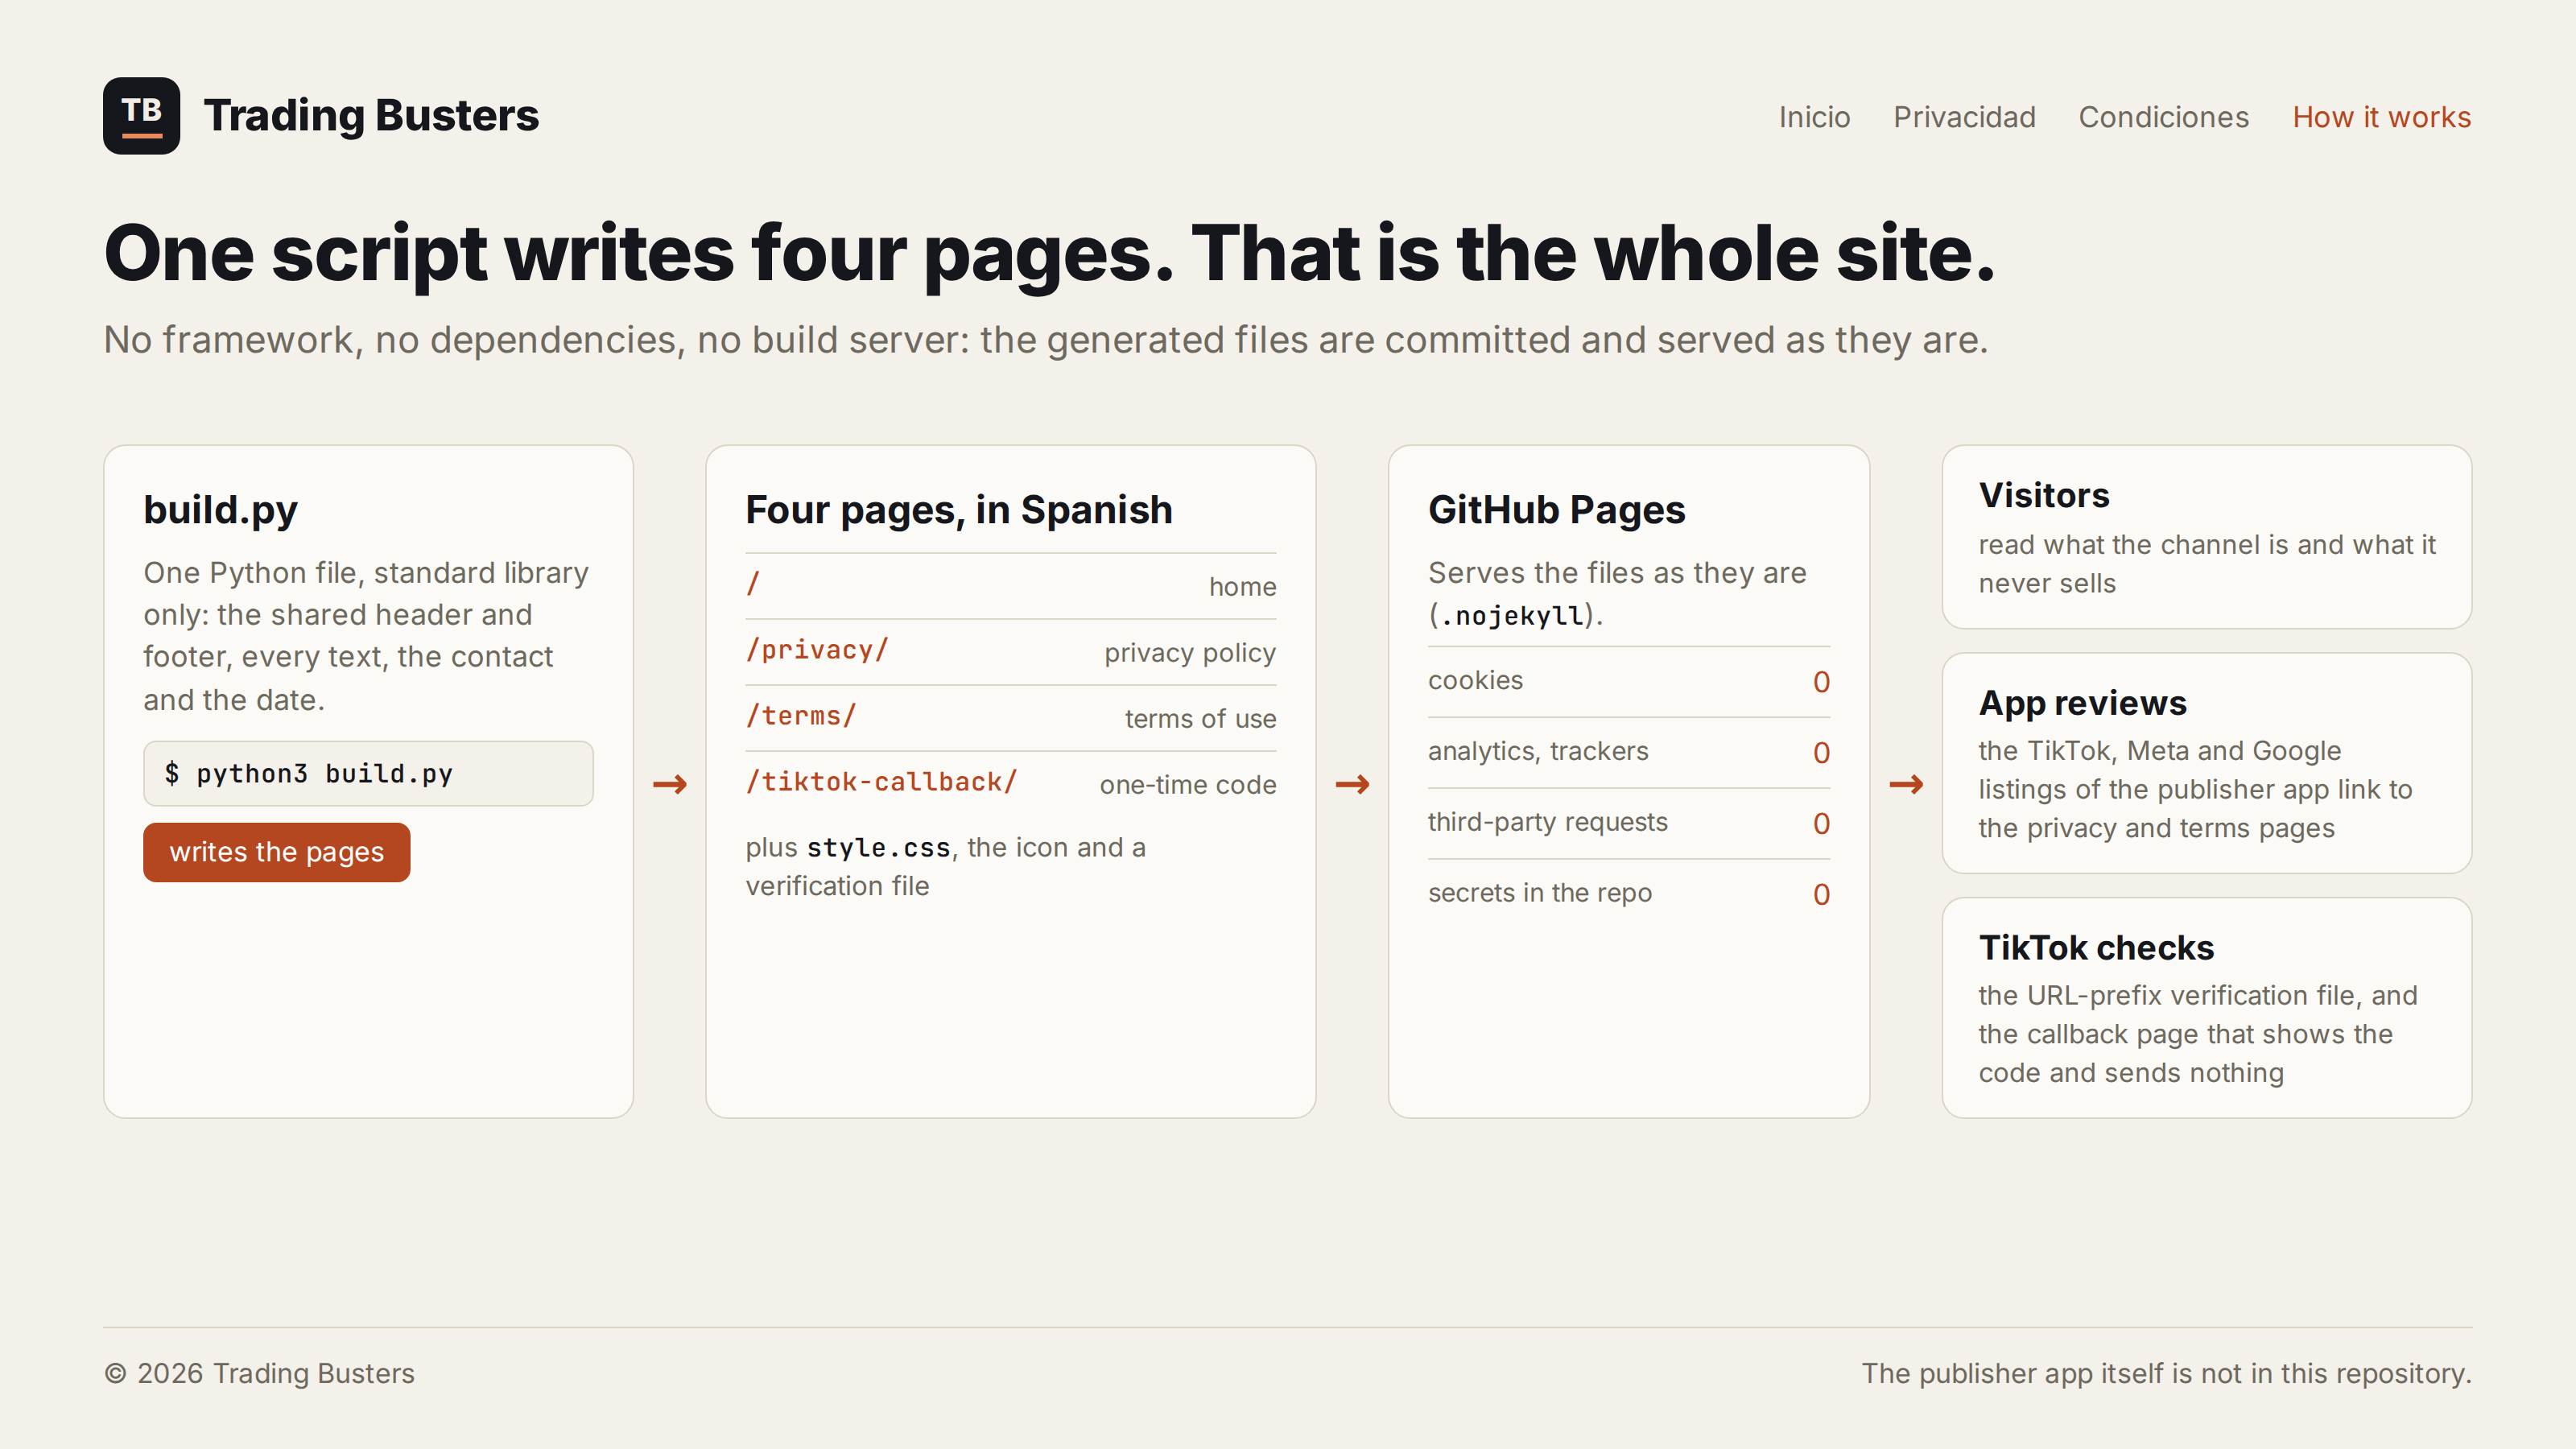 TB
Trading Busters
Inicio Privacidad Condiciones How it works
One script writes four pages. That is the whole site.
No framework, no dependencies, no build server: the generated files are committed and served as they are.
build.py
One Python file, standard library
only: the shared header and
footer, every text, the contact
and the date.
$ python3 build.py
writes the pages
→
Four pages, in Spanish
/ home
/privacy/ privacy policy
/terms/ terms of use
/tiktok-callback/ one-time code
plus style.css, the icon and a
verification file
→
GitHub Pages
Serves the files as they are
(.nojekyll).
cookies 0
analytics, trackers 0
third-party requests 0
secrets in the repo 0
→
Visitors
read what the channel is and what it
never sells
App reviews
the TikTok, Meta and Google
listings of the publisher app link to
the privacy and terms pages
TikTok checks
the URL-prefix verification file, and
the callback page that shows the
code and sends nothing
© 2026 Trading Busters
The publisher app itself is not in this repository.